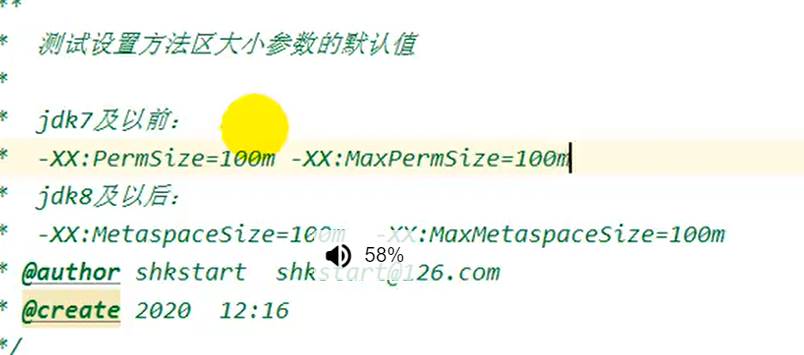 **
* 测试设置方法区大小参数的默认值
*
* jdk7及以前：
* -XX:PermSize=100m -XX:MaxPermSize=100m
* jdk8及以后：
* -XX:MetaspaceSize=100m -XX:MaxMetaspaceSize=100m
58%
* @author shkstart shkstart@126.com
* @create 2020 12:16
*/